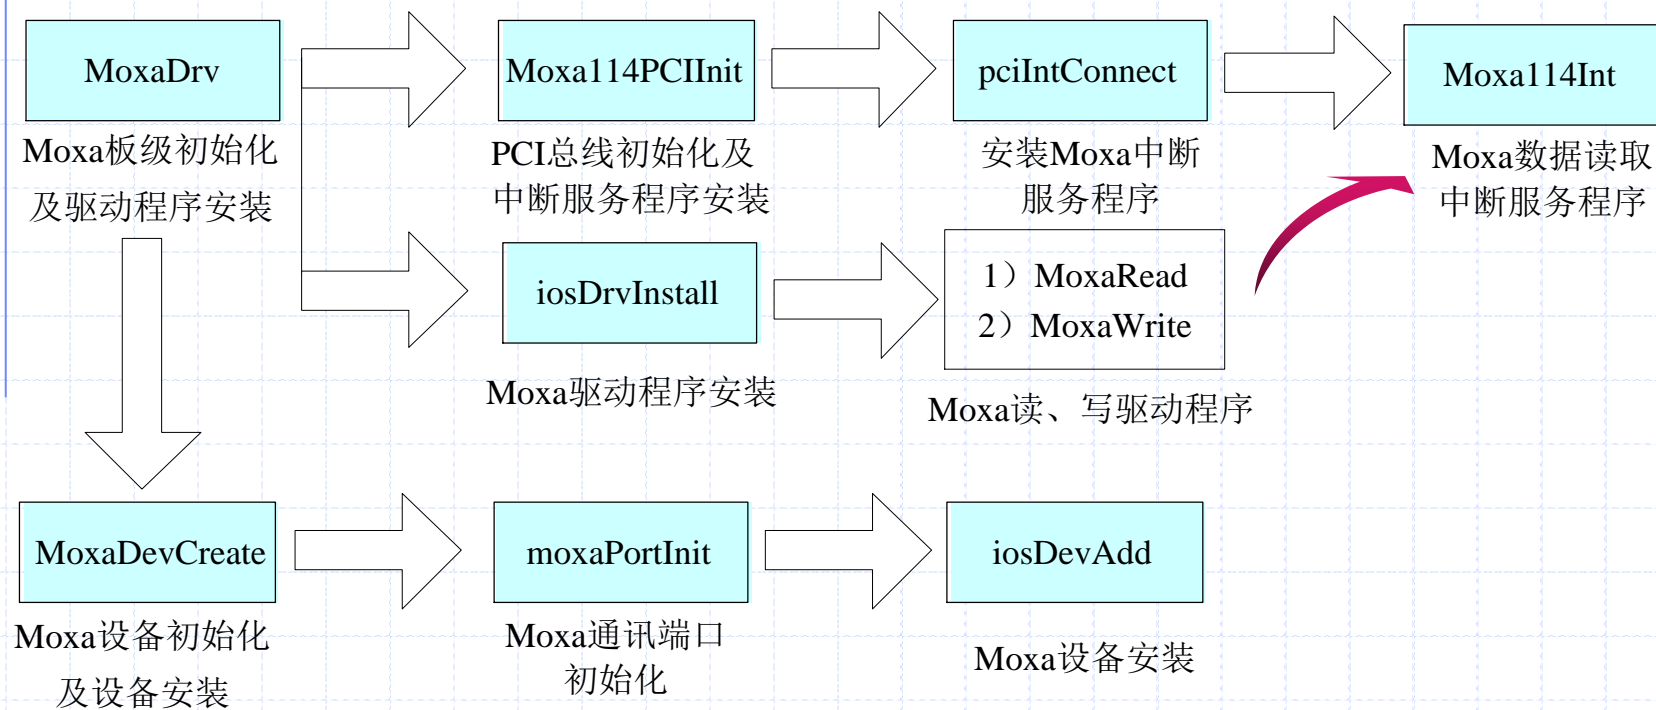 MoxaDrv
Moxa板级初始化
及驱动程序安装
Moxa114PCIInit
PCI总线初始化及
中断服务程序安装
pciIntConnect
安装Moxa中断
服务程序
Moxa114Int
Moxa数据读取
中断服务程序
iosDrvInstall
Moxa驱动程序安装
1）MoxaRead
2）MoxaWrite
Moxa读、写驱动程序
MoxaDevCreate
Moxa设备初始化
及设备安装
moxaPortInit
Moxa通讯端口
初始化
iosDevAdd
Moxa设备安装